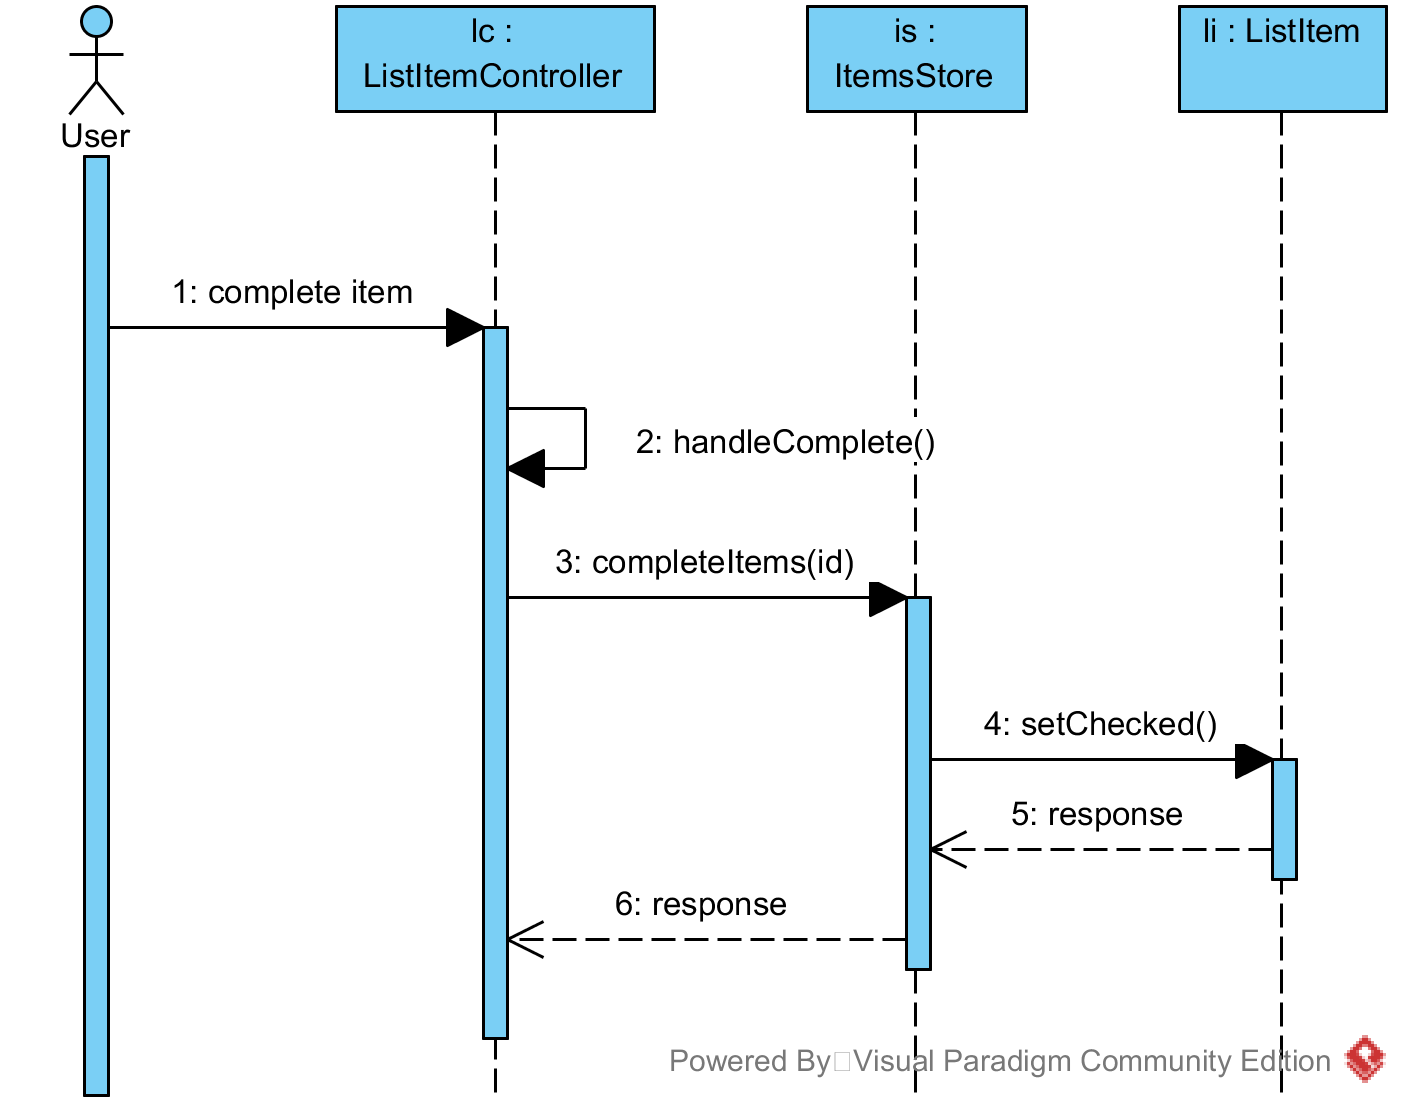 lc :
ListItemController
is :
ItemsStore
li : ListItem
User
1: complete item
2: handleComplete()
3: completeItems(id)
4: setChecked()
5: response
6: response
Powered By Visual Paradigm Community Edition